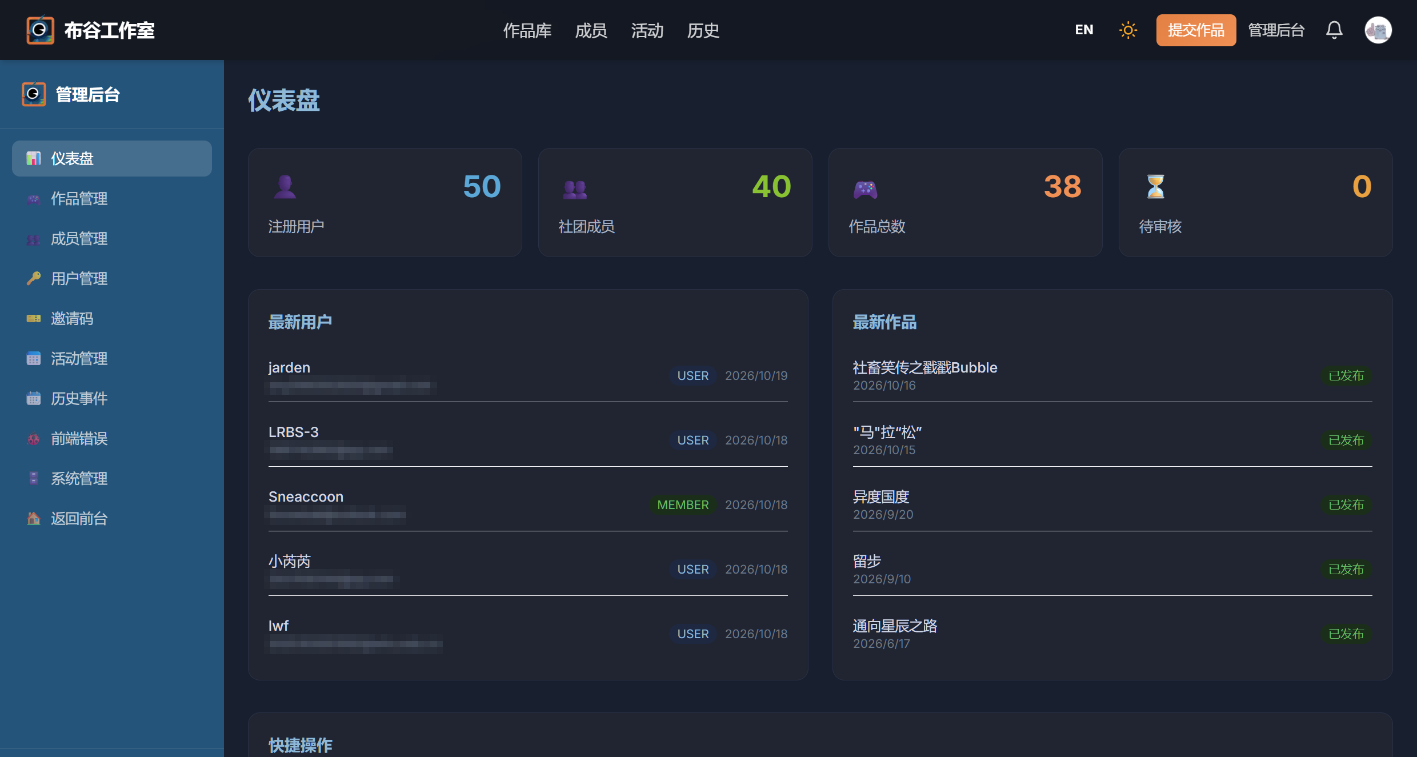 布谷工作室
作品库 成员 活动 历史
EN 提交作品 管理后台
管理后台
仪表盘
作品管理
成员管理
用户管理
邀请码
活动管理
历史事件
前端错误
系统管理
返回前台
仪表盘
50
注册用户
40
社团成员
38
作品总数
0
待审核
最新用户
jarden
USER 2026/10/19
LRBS-3
USER 2026/10/18
Sneaccoon
MEMBER 2026/10/18
小芮芮
USER 2026/10/18
lwf
USER 2026/10/18
最新作品
社畜笑传之戳戳Bubble
2026/10/16
已发布
"马"拉“松”
2026/10/15
已发布
异度国度
2026/9/20
已发布
留步
2026/9/10
已发布
通向星辰之路
2026/6/17
已发布
快捷操作